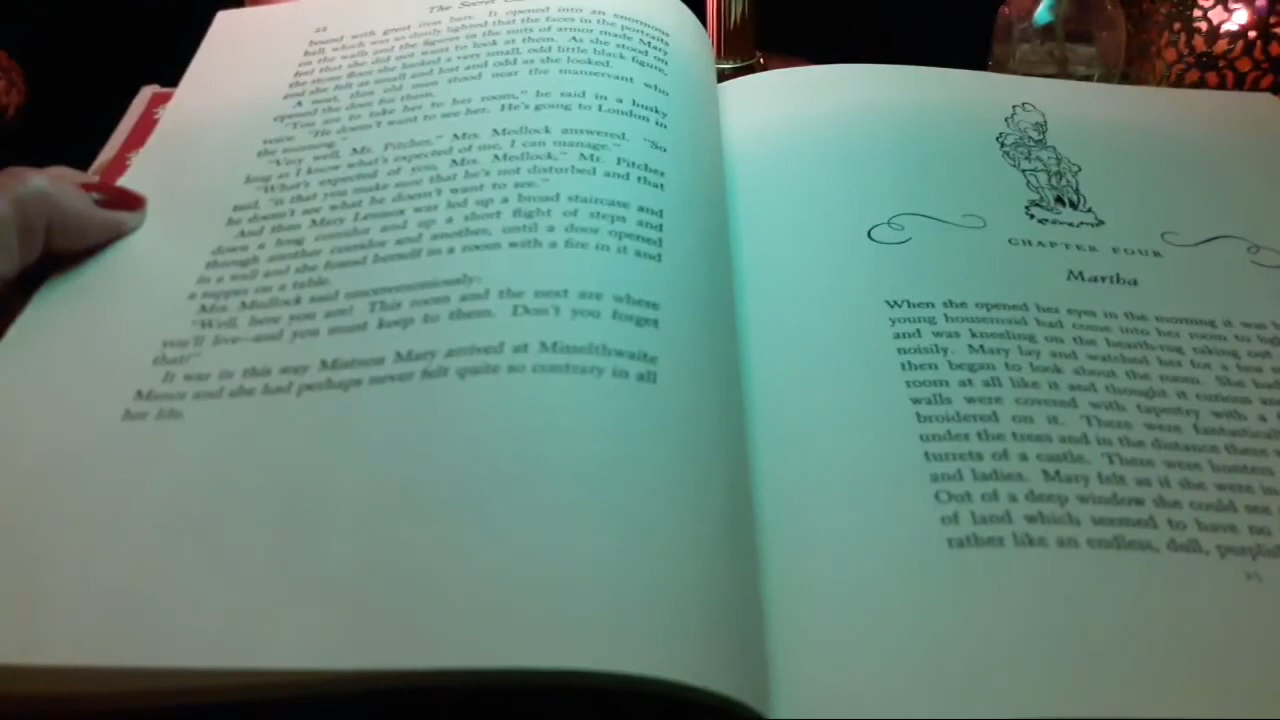 22
The Secret
bound with great iron bars. It opened into an enormous
hall, which was so dimly lighted that the faces in the portraits
on the walls and the figures in the suits of armor made Mary
feel that she did not want to look at them. As she stood on
the stone floor she looked a very small, odd little black figure,
and she felt as small and lost and odd as she looked.
A neat, thin old man stood near the manservant who
opened the door for them.
"You are to take her to her room," he said in a husky
voice. "He doesn't want to see her. He's going to London in
the morning."
"Very well, Mr. Pitcher," Mrs. Medlock answered. "So
long as I know what's expected of me, I can manage."
"What's expected of you, Mrs. Medlock," Mr. Pitcher
said, "is that you make sure that he's not disturbed and that
he doesn't see what he doesn't want to see."
And then Mary Lennox was led up a broad staircase and
down a long corridor and up a short flight of steps and
through another corridor and another, until a door opened
in a wall and she found herself in a room with a fire in it and
a supper on a table.
Mrs. Medlock said unceremoniously:
"Well, here you are! This room and the next are where
you'll live—and you must keep to them. Don't you forget
that!"
It was in this way Mistress Mary arrived at Misselthwaite
Manor and she had perhaps never felt quite so contrary in all
her life.
CHAPTER FOUR
Martha
When she opened her eyes in the morning it was
young housemaid had come into her room to
and was kneeling on the hearth-rug raking out
noisily. Mary lay and watched her for a few
then began to look about the room. She had
room at all like it and thought it curious
walls were covered with tapestry with a
broidered on it. There were fantastically
under the trees and in the distance there
turrets of a castle. There were hunters
and ladies. Mary felt as if she were in
Out of a deep window she could see
of land which seemed to have no
rather like an endless, dull, purplish